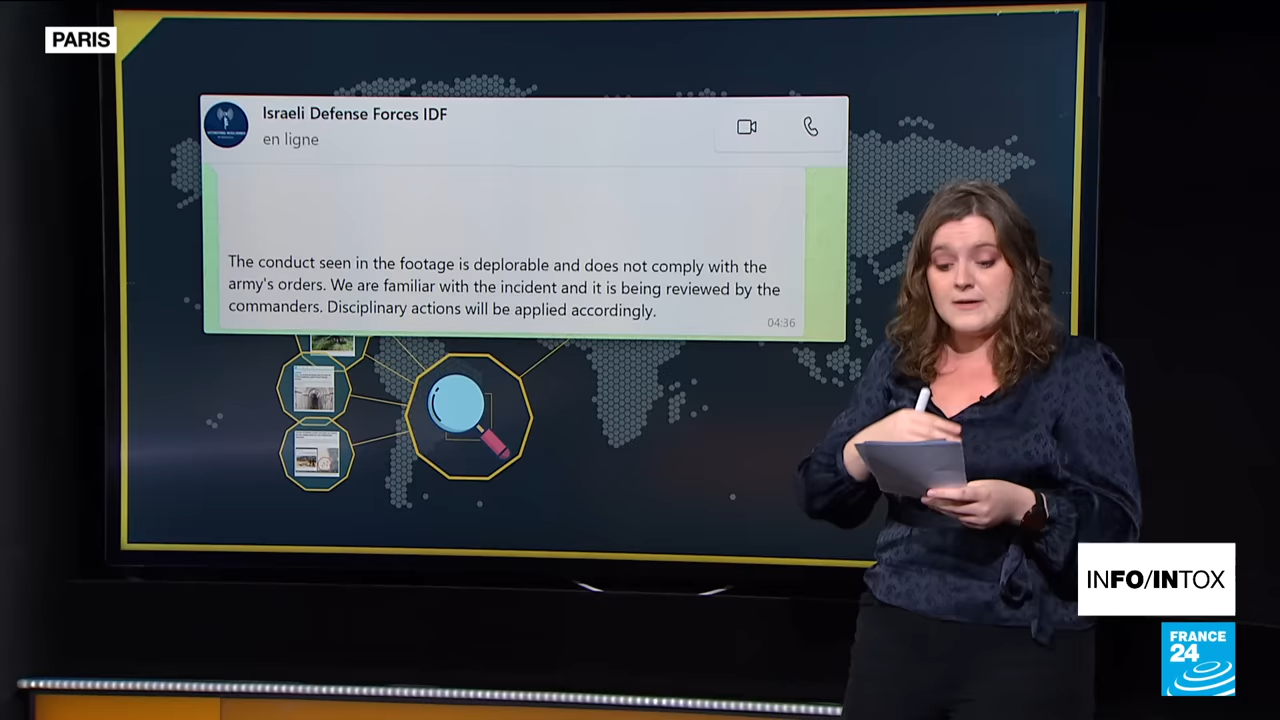 PARIS
Israeli Defense Forces IDF
en ligne
The conduct seen in the footage is deplorable and does not comply with the
army's orders. We are familiar with the incident and it is being reviewed by the
commanders. Disciplinary actions will be applied accordingly.
04:36
INFO/INTOX
FRANCE
24